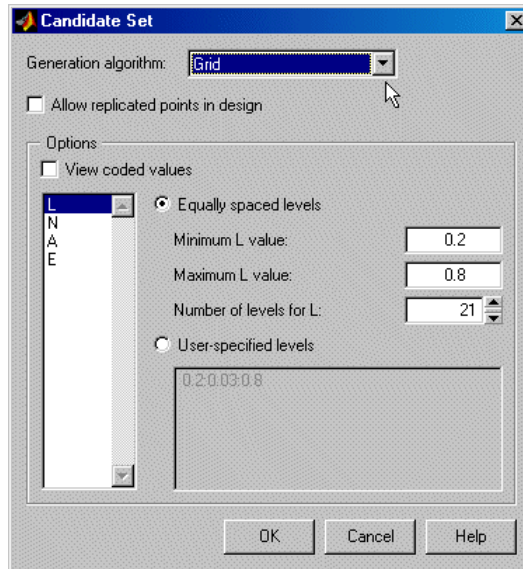 Candidate Set
Generation algorithm: Grid
Allow replicated points in design
Options
View coded values
L
N
A
E
Equally spaced levels
Minimum L value: 0.2
Maximum L value: 0.8
Number of levels for L: 21
User-specified levels
0.2:0.03:0.8
OK Cancel Help